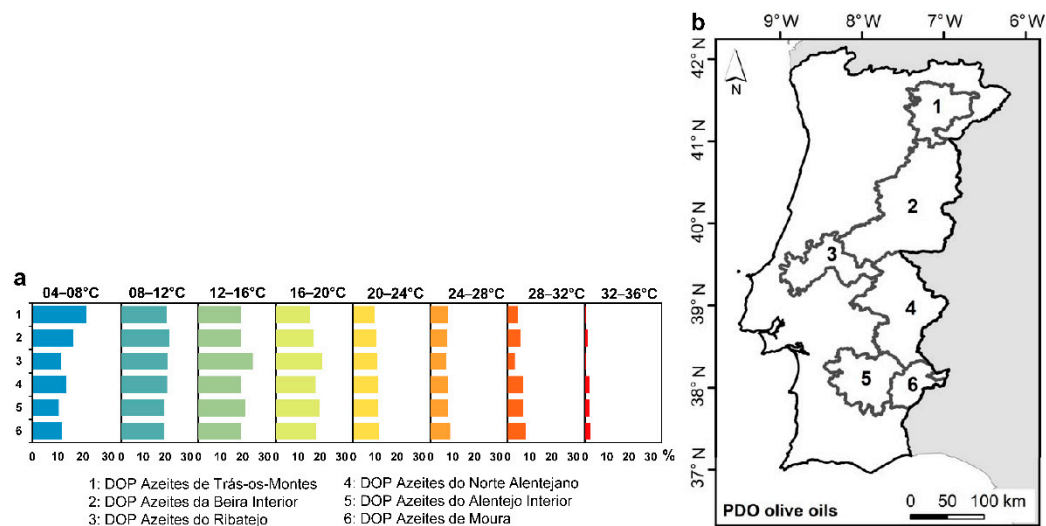 a
04–08°C 08–12°C 12–16°C 16–20°C 20–24°C 24–28°C 28–32°C 32–36°C
1
2
3
4
5
6
0 10 20 30 0 10 20 30 0 10 20 30 0 10 20 30 0 10 20 30 0 10 20 30 0 10 20 30 0 10 20 30 %
1: DOP Azeites de Trás-os-Montes
2: DOP Azeites da Beira Interior
3: DOP Azeites do Ribatejo
4: DOP Azeites do Norte Alentejano
5: DOP Azeites do Alentejo Interior
6: DOP Azeites de Moura
b
9°W 8°W 7°W 6°W
42°N
41°N
40°N
39°N
38°N
37°N
N
1
2
3
4
5
6
0 50 100 km
PDO olive oils